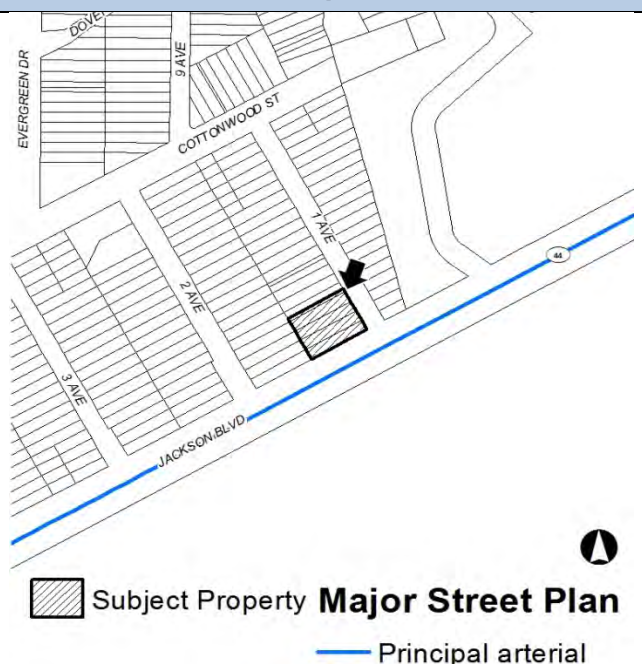 DOVE
EVERGREEN DR
9 AVE
COTTONWOOD ST
1 AVE
44
2 AVE
3 AVE
JACKSON BLVD
Subject Property Major Street Plan
Principal arterial